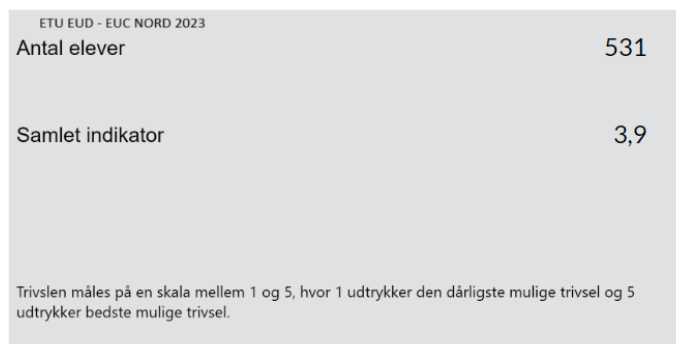 ETU EUD - EUC NORD 2023
Antal elever 531
Samlet indikator 3,9
Trivslen måles på en skala mellem 1 og 5, hvor 1 udtrykker den dårligste mulige trivsel og 5
udtrykker bedste mulige trivsel.